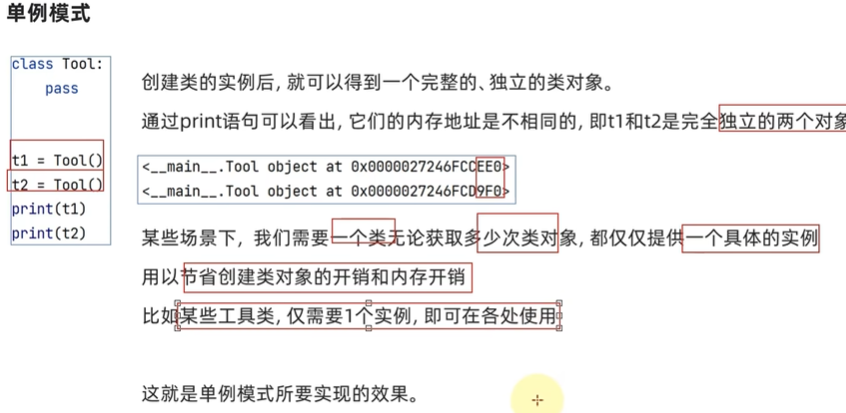 单例模式
class Tool:
pass
t1 = Tool()
t2 = Tool()
print(t1)
print(t2)
创建类的实例后，就可以得到一个完整的、独立的类对象。
通过print语句可以看出，它们的内存地址是不相同的，即t1和t2是完全独立的两个对象
<__main__.Tool object at 0x0000027246FCCEE0>
<__main__.Tool object at 0x0000027246FCD9F0>
某些场景下，我们需要一个类无论获取多少次类对象，都仅仅提供一个具体的实例
用以节省创建类对象的开销和内存开销
比如某些工具类，仅需要1个实例，即可在各处使用
这就是单例模式所要实现的效果。